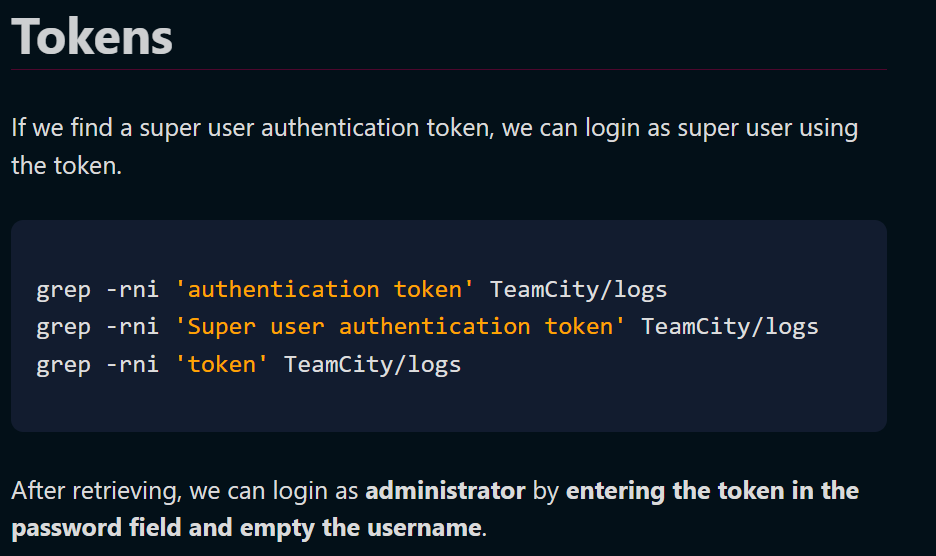 Tokens
If we find a super user authentication token, we can login as super user using
the token.
grep -rni 'authentication token' TeamCity/logs
grep -rni 'Super user authentication token' TeamCity/logs
grep -rni 'token' TeamCity/logs
After retrieving, we can login as administrator by entering the token in the
password field and empty the username.